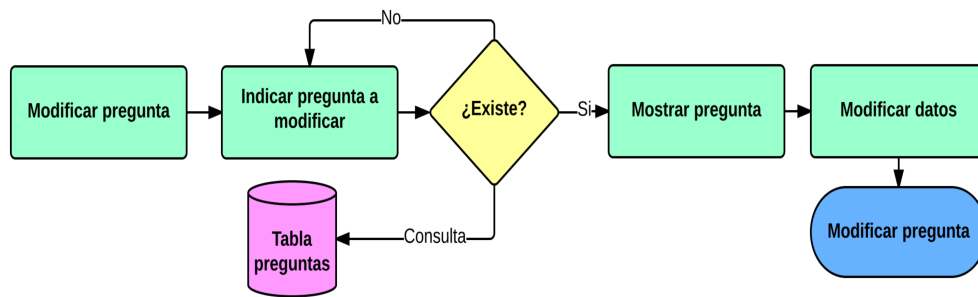 No
Modificar pregunta
Indicar pregunta a
modificar
¿Existe?
Si
Mostrar pregunta
Modificar datos
Tabla
preguntas
Consulta
Modificar pregunta